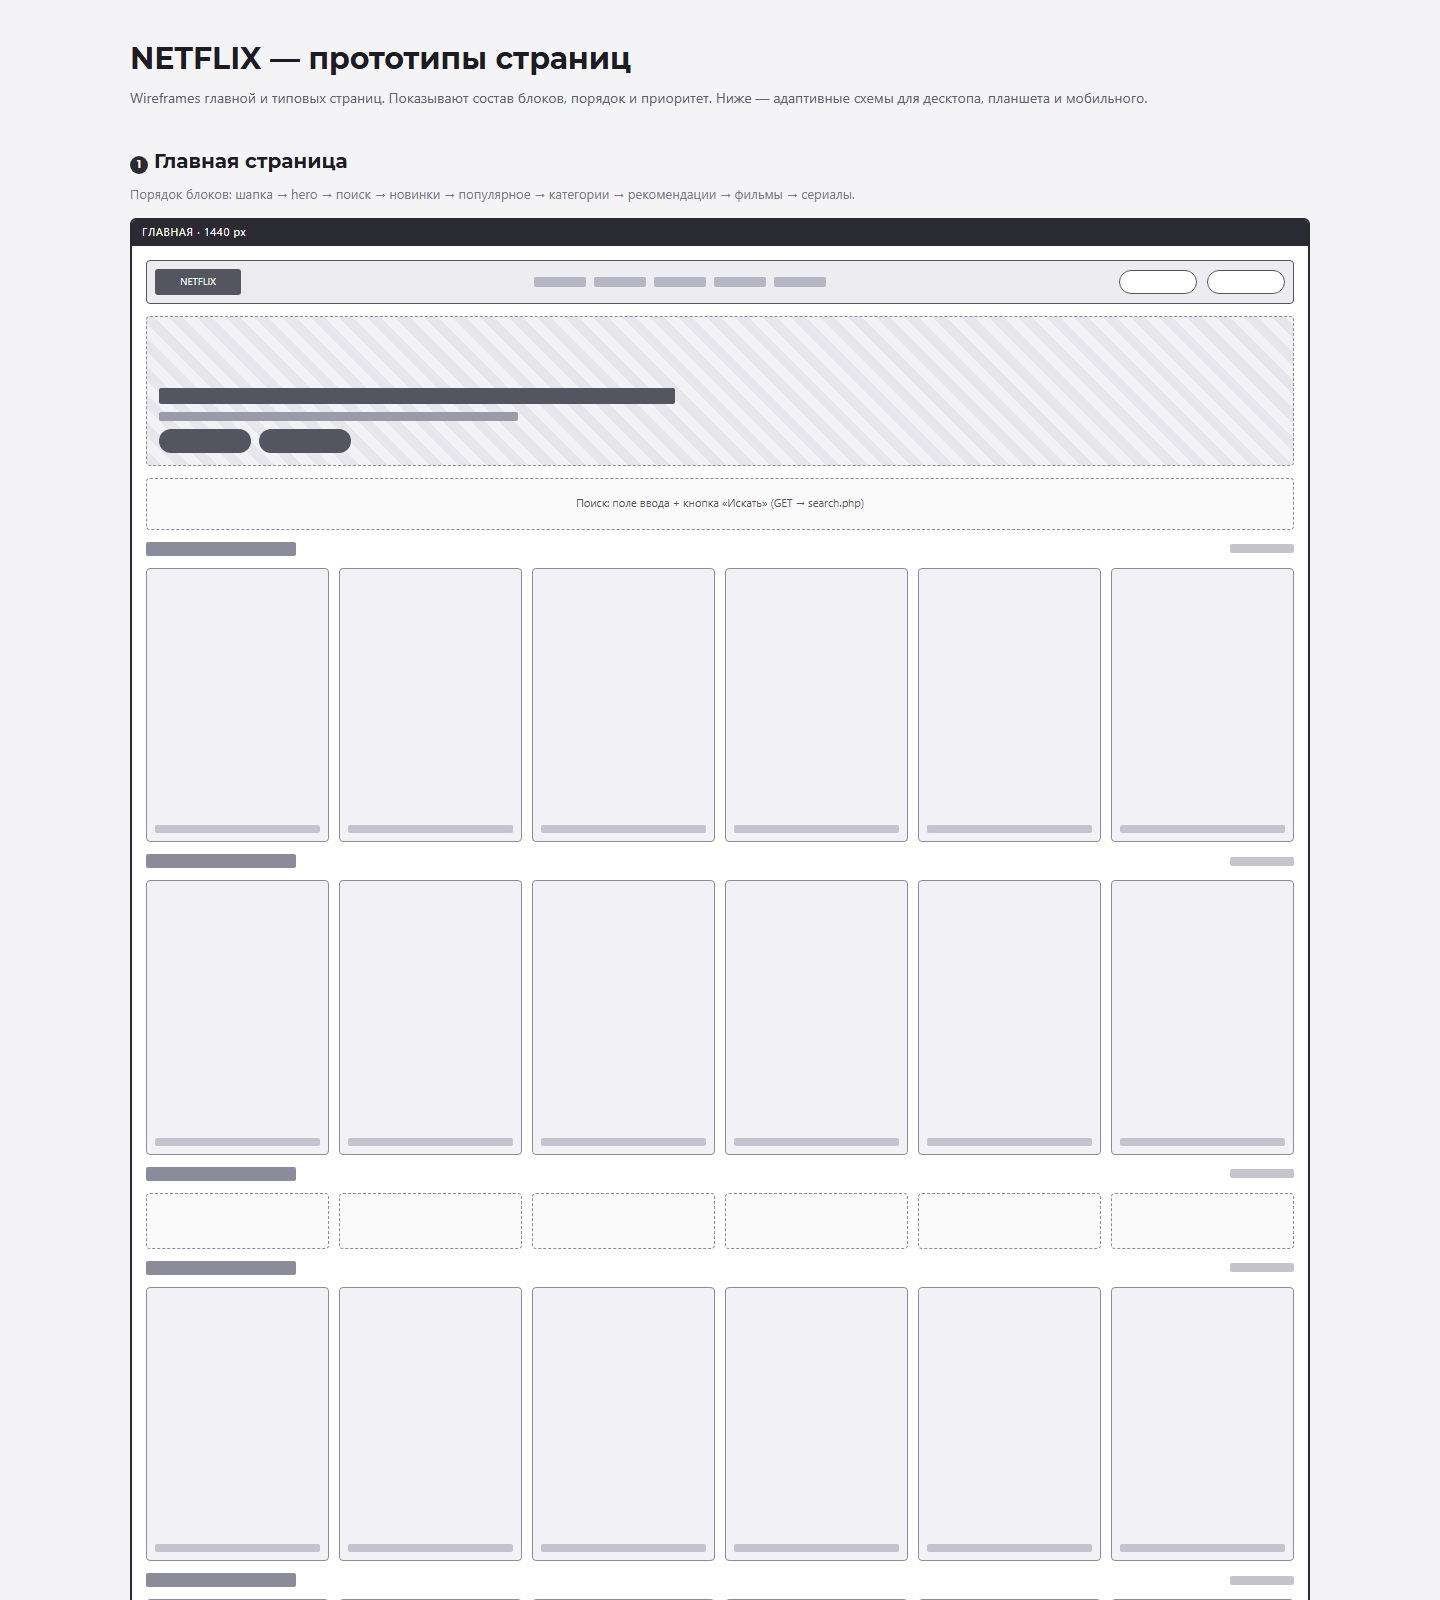 NETFLIX — прототипы страниц
Wireframes главной и типовых страниц. Показывают состав блоков, порядок и приоритет. Ниже — адаптивные схемы для десктопа, планшета и мобильного.
1 Главная страница
Порядок блоков: шапка → hero → поиск → новинки → популярное → категории → рекомендации → фильмы → сериалы.
ГЛАВНАЯ · 1440 px
NETFLIX
Поиск: поле ввода + кнопка «Искать» (GET → search.php)